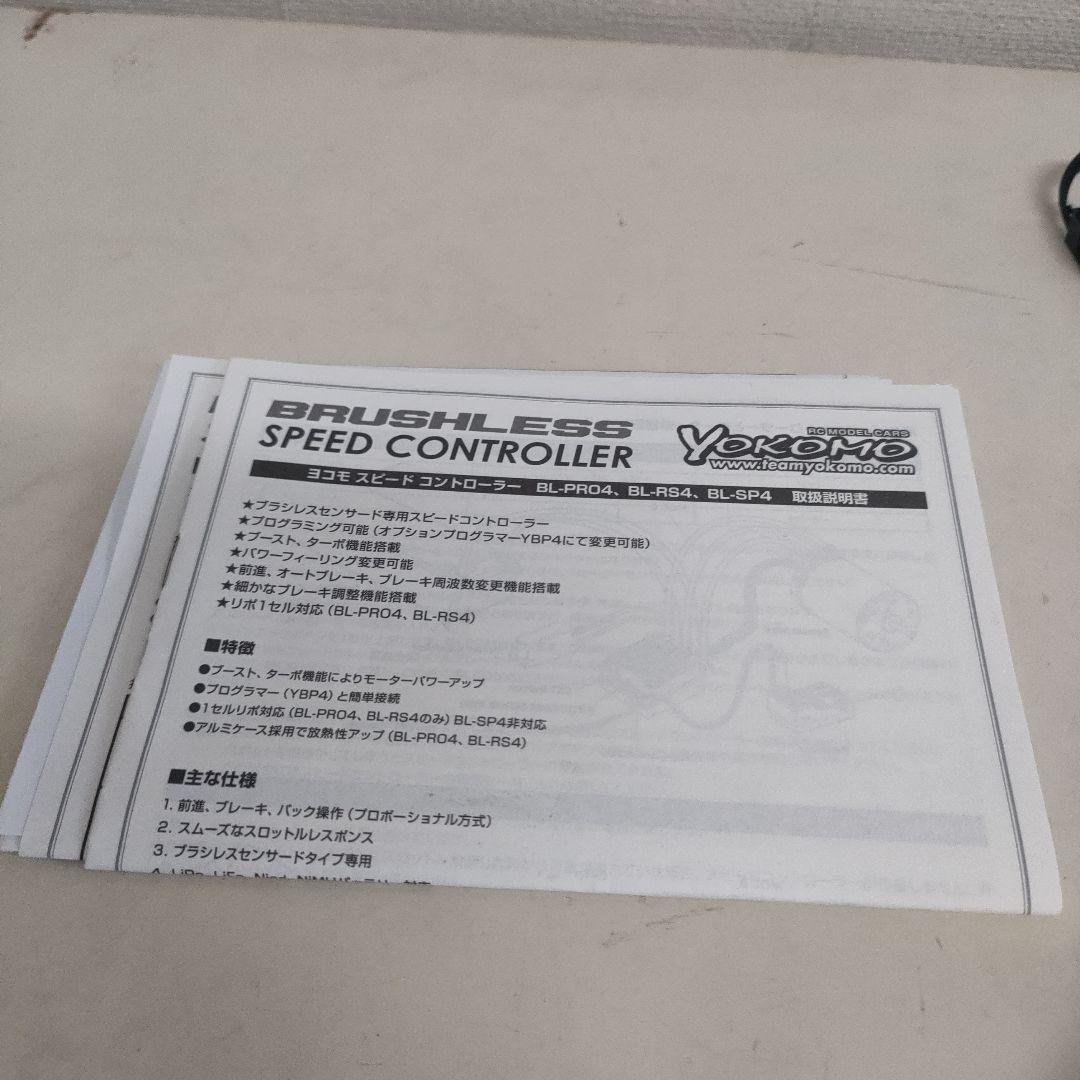 BRUSHLESS
SPEED CONTROLLER
RC MODEL CARS
YOKOMO
www.teamyokomo.com
ヨコモ スピード コントローラー BL-PRO4、BL-RS4、BL-SP4 取扱説明書
★ブラシレスセンサード専用スピードコントローラー
★プログラミング可能（オプションプログラマーYBP4にて変更可能）
★ブースト、ターボ機能搭載
★パワーフィーリング変更可能
★前進、オートブレーキ、ブレーキ周波数変更機能搭載
★細かなブレーキ調整機能搭載
★リポ1セル対応（BL-PRO4、BL-RS4）
■特徴
●ブースト、ターボ機能によりモーターパワーアップ
●プログラマー（YBP4）と簡単接続
●1セルリポ対応（BL-PRO4、BL-RS4のみ）BL-SP4非対応
●アルミケース採用で放熱性アップ（BL-PRO4、BL-RS4）
■主な仕様
1. 前進、ブレーキ、バック操作（プロポーショナル方式）
2. スムーズなスロットルレスポンス
3. ブラシレスセンサードタイプ専用